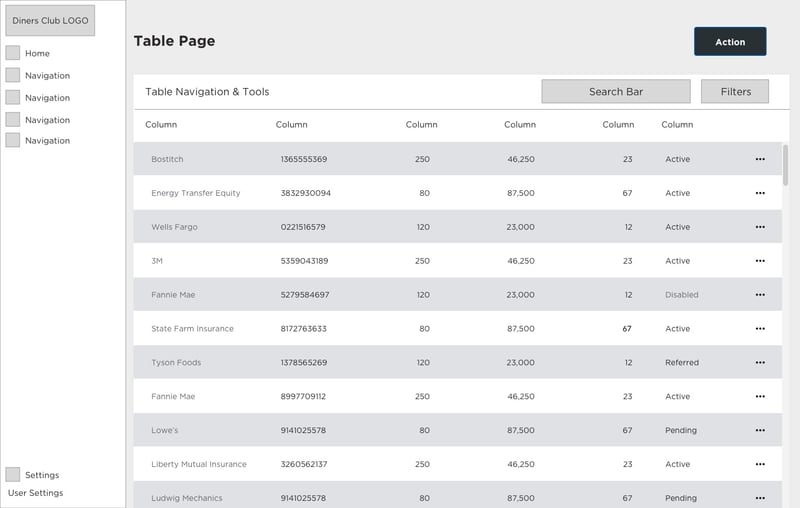 Diners Club LOGO
Home
Navigation
Navigation
Navigation
Navigation
Settings
User Settings
Table Page
Action
Table Navigation & Tools
Search Bar
Filters
Column Column Column Column Column Column
Bostitch 1365555369 250 46,250 23 Active •••
Energy Transfer Equity 3832930094 80 87,500 67 Active •••
Wells Fargo 0221516579 120 23,000 12 Active •••
3M 5359043189 250 46,250 23 Active •••
Fannie Mae 5279584697 120 23,000 12 Disabled •••
State Farm Insurance 8172763633 80 87,500 67 Active •••
Tyson Foods 1378565269 120 23,000 12 Referred •••
Fannie Mae 8997709112 250 46,250 23 Active •••
Lowe's 9141025578 80 87,500 67 Pending •••
Liberty Mutual Insurance 3260562137 250 46,250 23 Active •••
Ludwig Mechanics 9141025578 80 87,500 67 Pending •••